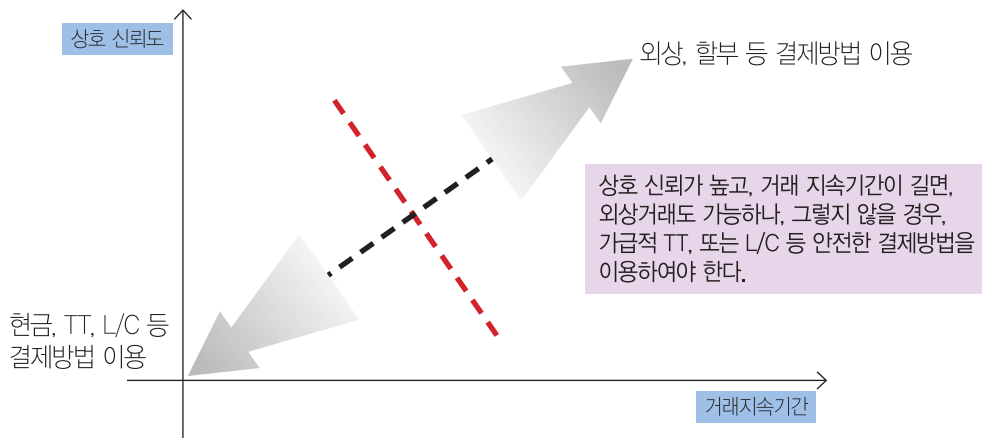 상호 신뢰도
외상, 할부 등 결제방법 이용
상호 신뢰가 높고, 거래 지속기간이 길면,
외상거래도 가능하나, 그렇지 않을 경우,
가급적 TT, 또는 L/C 등 안전한 결제방법을
이용하여야 한다.
현금, TT, L/C 등
결제방법 이용
거래지속기간